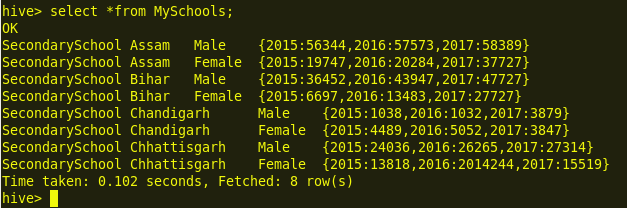 hive> select *from MySchools;
OK
SecondarySchool Assam Male {2015:56344,2016:57573,2017:58389}
SecondarySchool Assam Female {2015:19747,2016:20284,2017:37727}
SecondarySchool Bihar Male {2015:36452,2016:43947,2017:47727}
SecondarySchool Bihar Female {2015:6697,2016:13483,2017:27727}
SecondarySchool Chandigarh Male {2015:1038,2016:1032,2017:3879}
SecondarySchool Chandigarh Female {2015:4489,2016:5052,2017:3847}
SecondarySchool Chhattisgarh Male {2015:24036,2016:26265,2017:27314}
SecondarySchool Chhattisgarh Female {2015:13818,2016:2014244,2017:15519}
Time taken: 0.102 seconds, Fetched: 8 row(s)
hive>